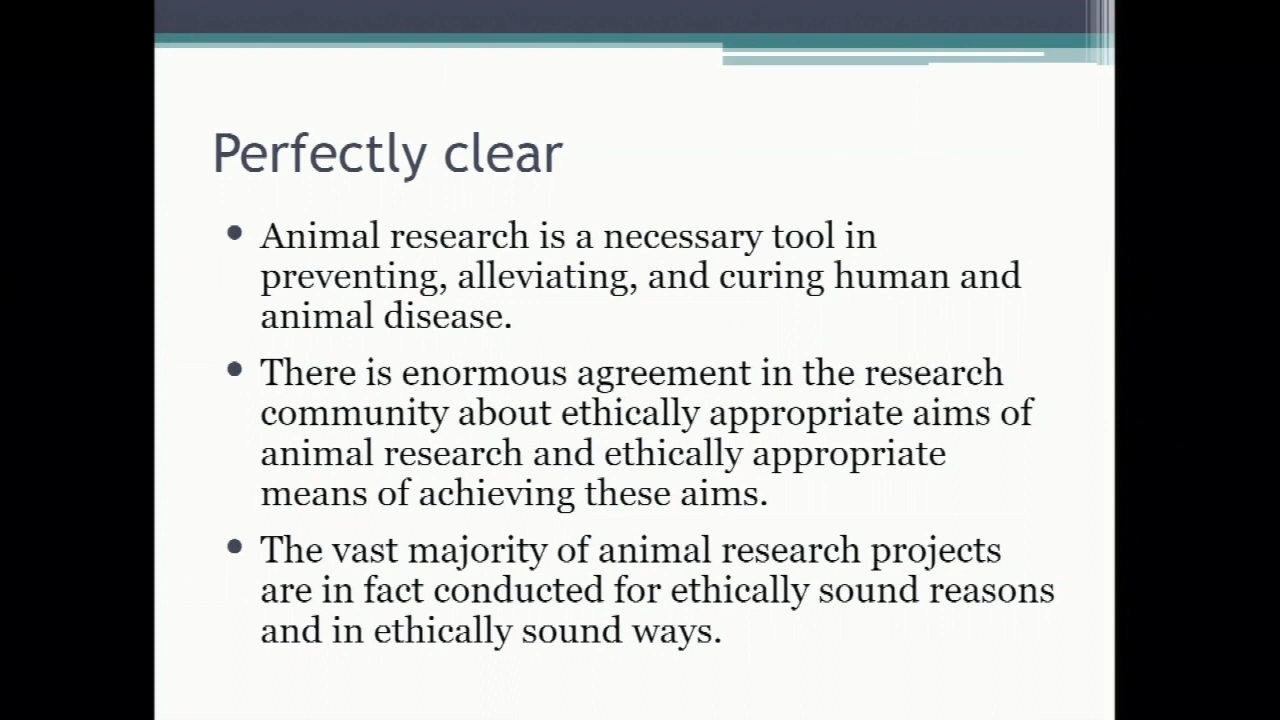 Perfectly clear
• Animal research is a necessary tool in
preventing, alleviating, and curing human and
animal disease.
• There is enormous agreement in the research
community about ethically appropriate aims of
animal research and ethically appropriate
means of achieving these aims.
• The vast majority of animal research projects
are in fact conducted for ethically sound reasons
and in ethically sound ways.